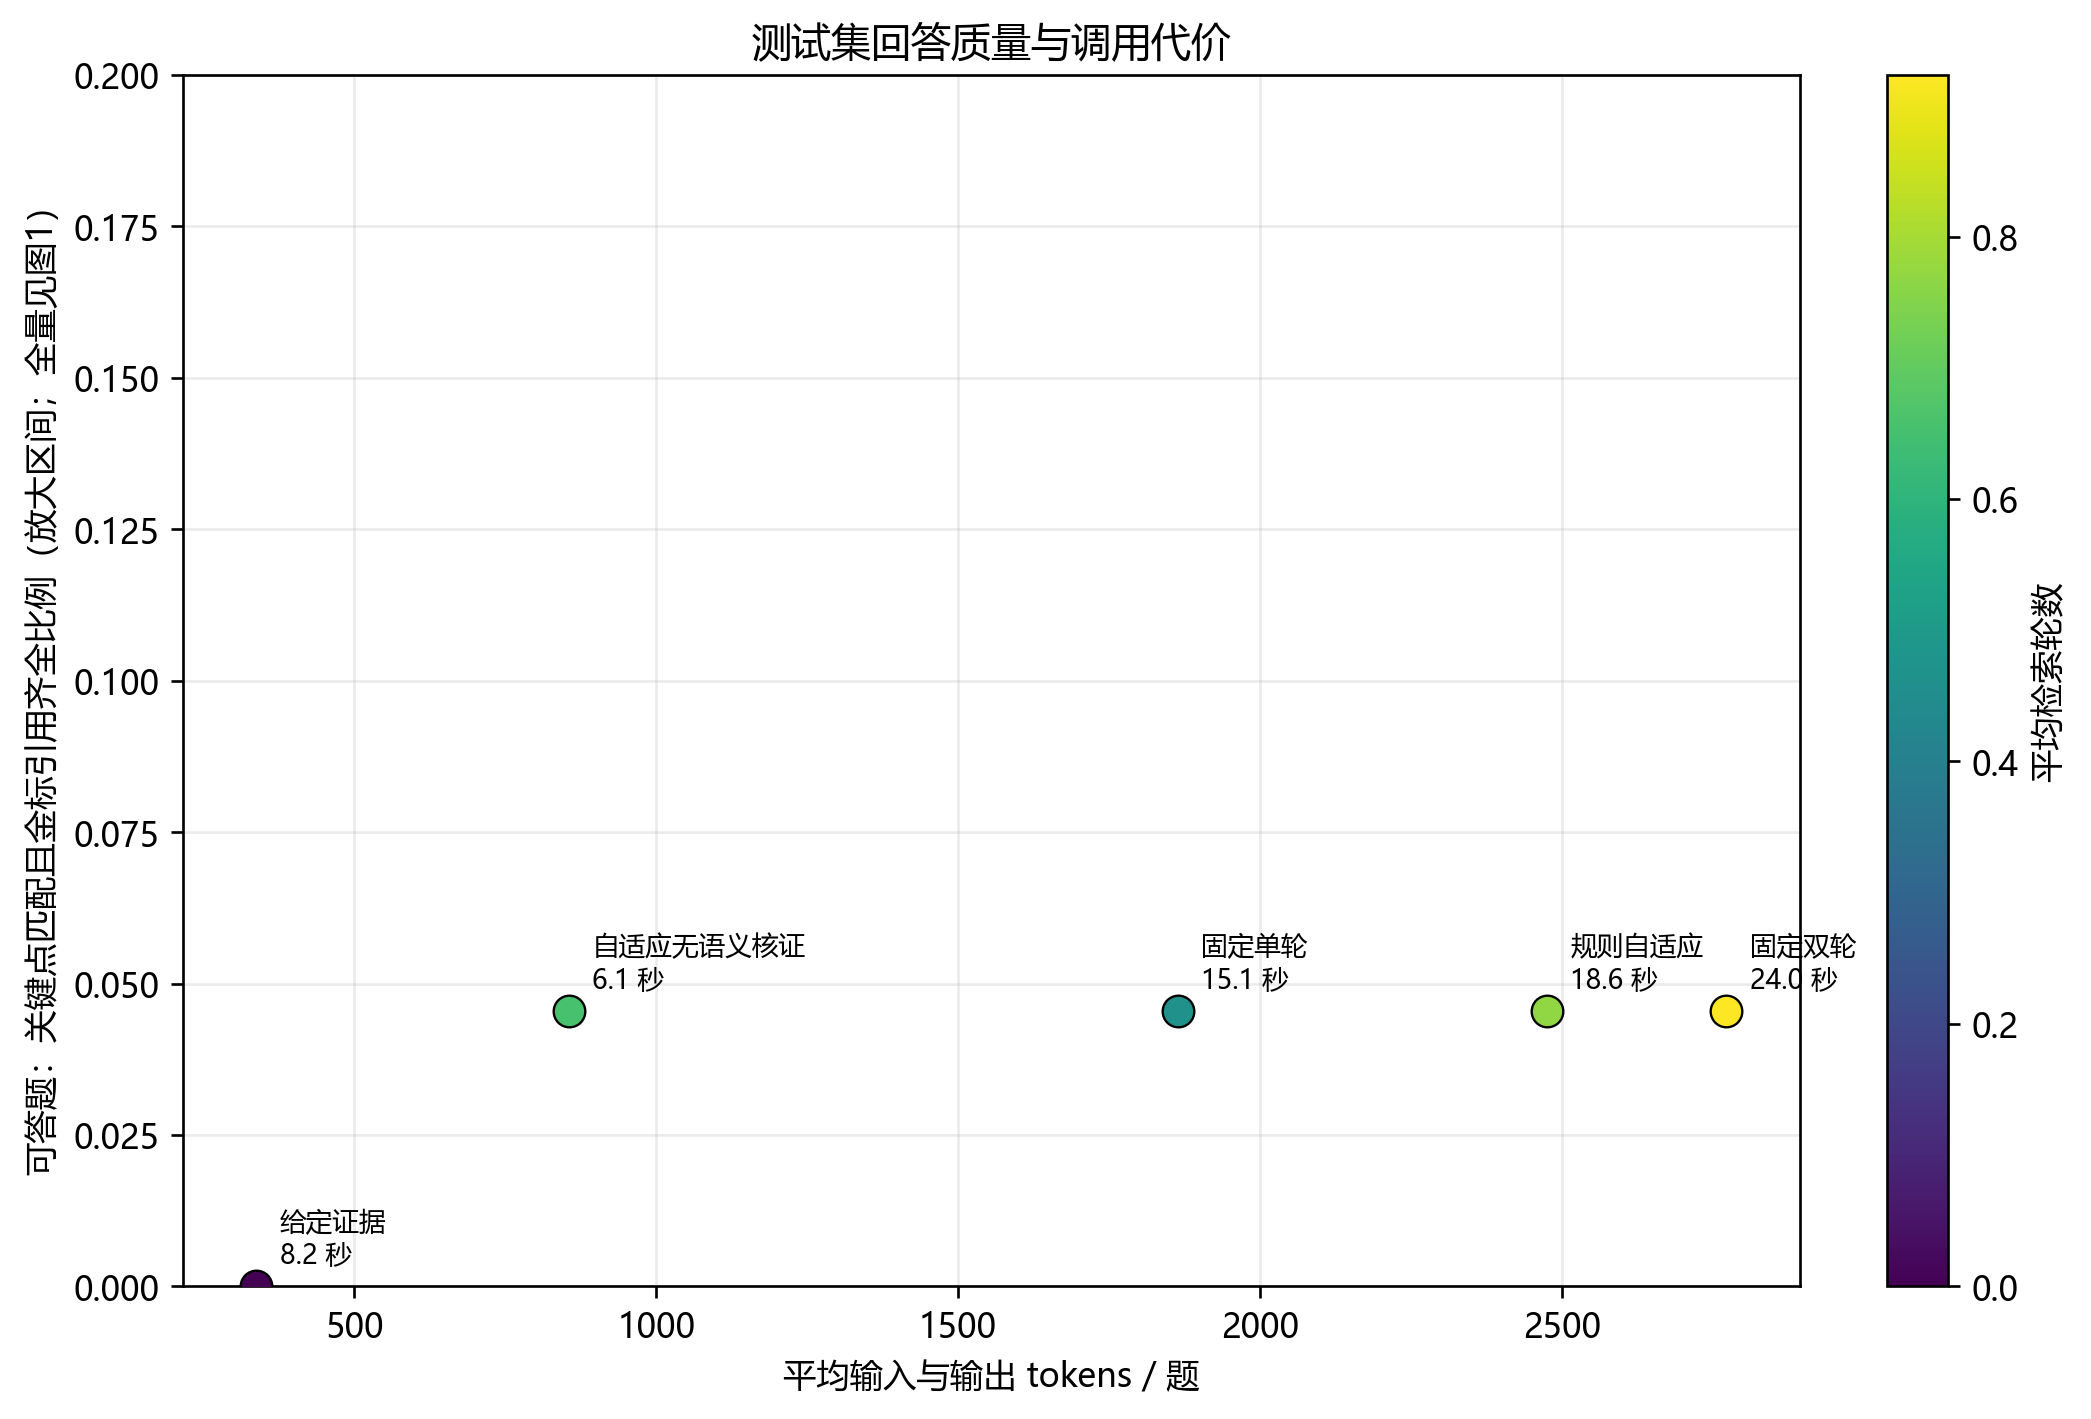 测试集回答质量与调用代价
可答题：关键点匹配且金标引用齐全比例（放大区间；全量见图1）
0.200
0.175
0.150
0.125
0.100
0.075
0.050
0.025
0.000
自适应无语义核证
6.1 秒
固定单轮
15.1 秒
规则自适应
18.6 秒
固定双轮
24.0 秒
给定证据
8.2 秒
500
1000
1500
2000
2500
平均输入与输出 tokens / 题
0.8
0.6
0.4
0.2
0.0
平均检索轮数